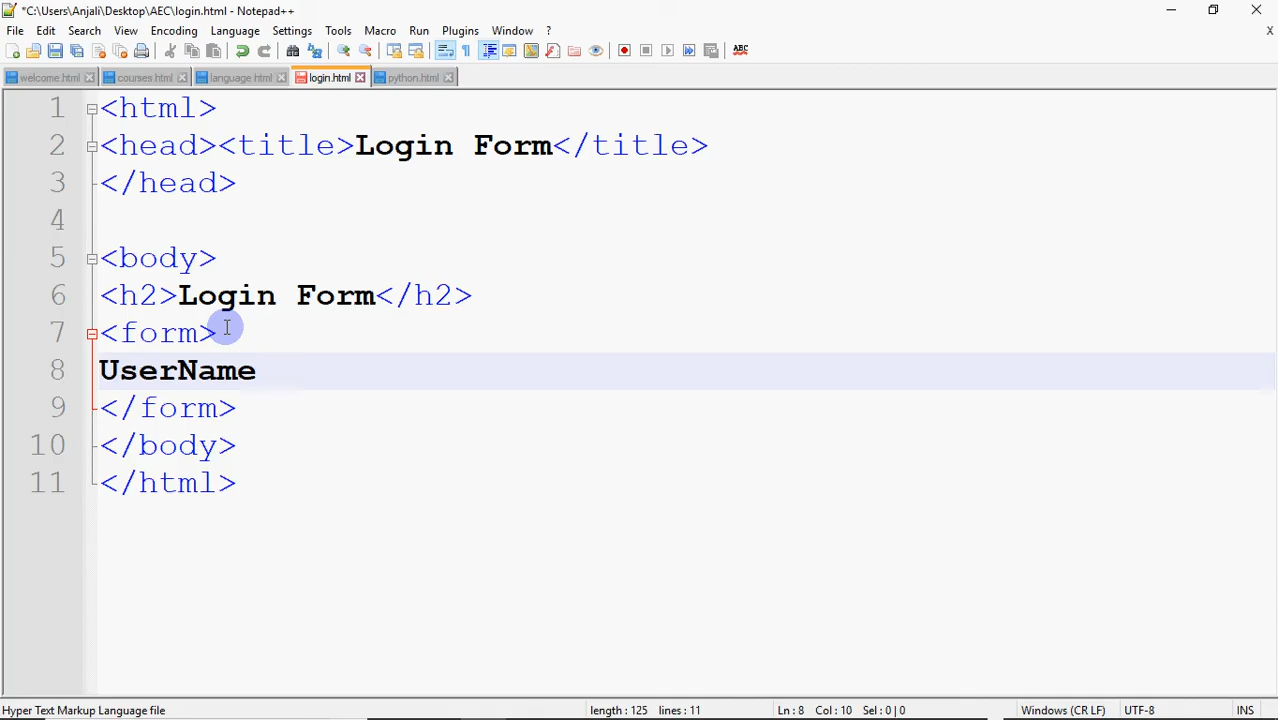 *C:\Users\Anjali\Desktop\AEC\login.html - Notepad++
File Edit Search View Encoding Language Settings Tools Macro Run Plugins Window ? X
welcome.html courses.html language.html login.html python.html
1 <html>
2 <head><title>Login Form</title>
3 </head>
4
5 <body>
6 <h2>Login Form</h2>
7 <form>
8 UserName
9 </form>
10 </body>
11 </html>
Hyper Text Markup Language file length : 125 lines : 11 Ln : 8 Col : 10 Sel : 0 | 0 Windows (CR LF) UTF-8 INS